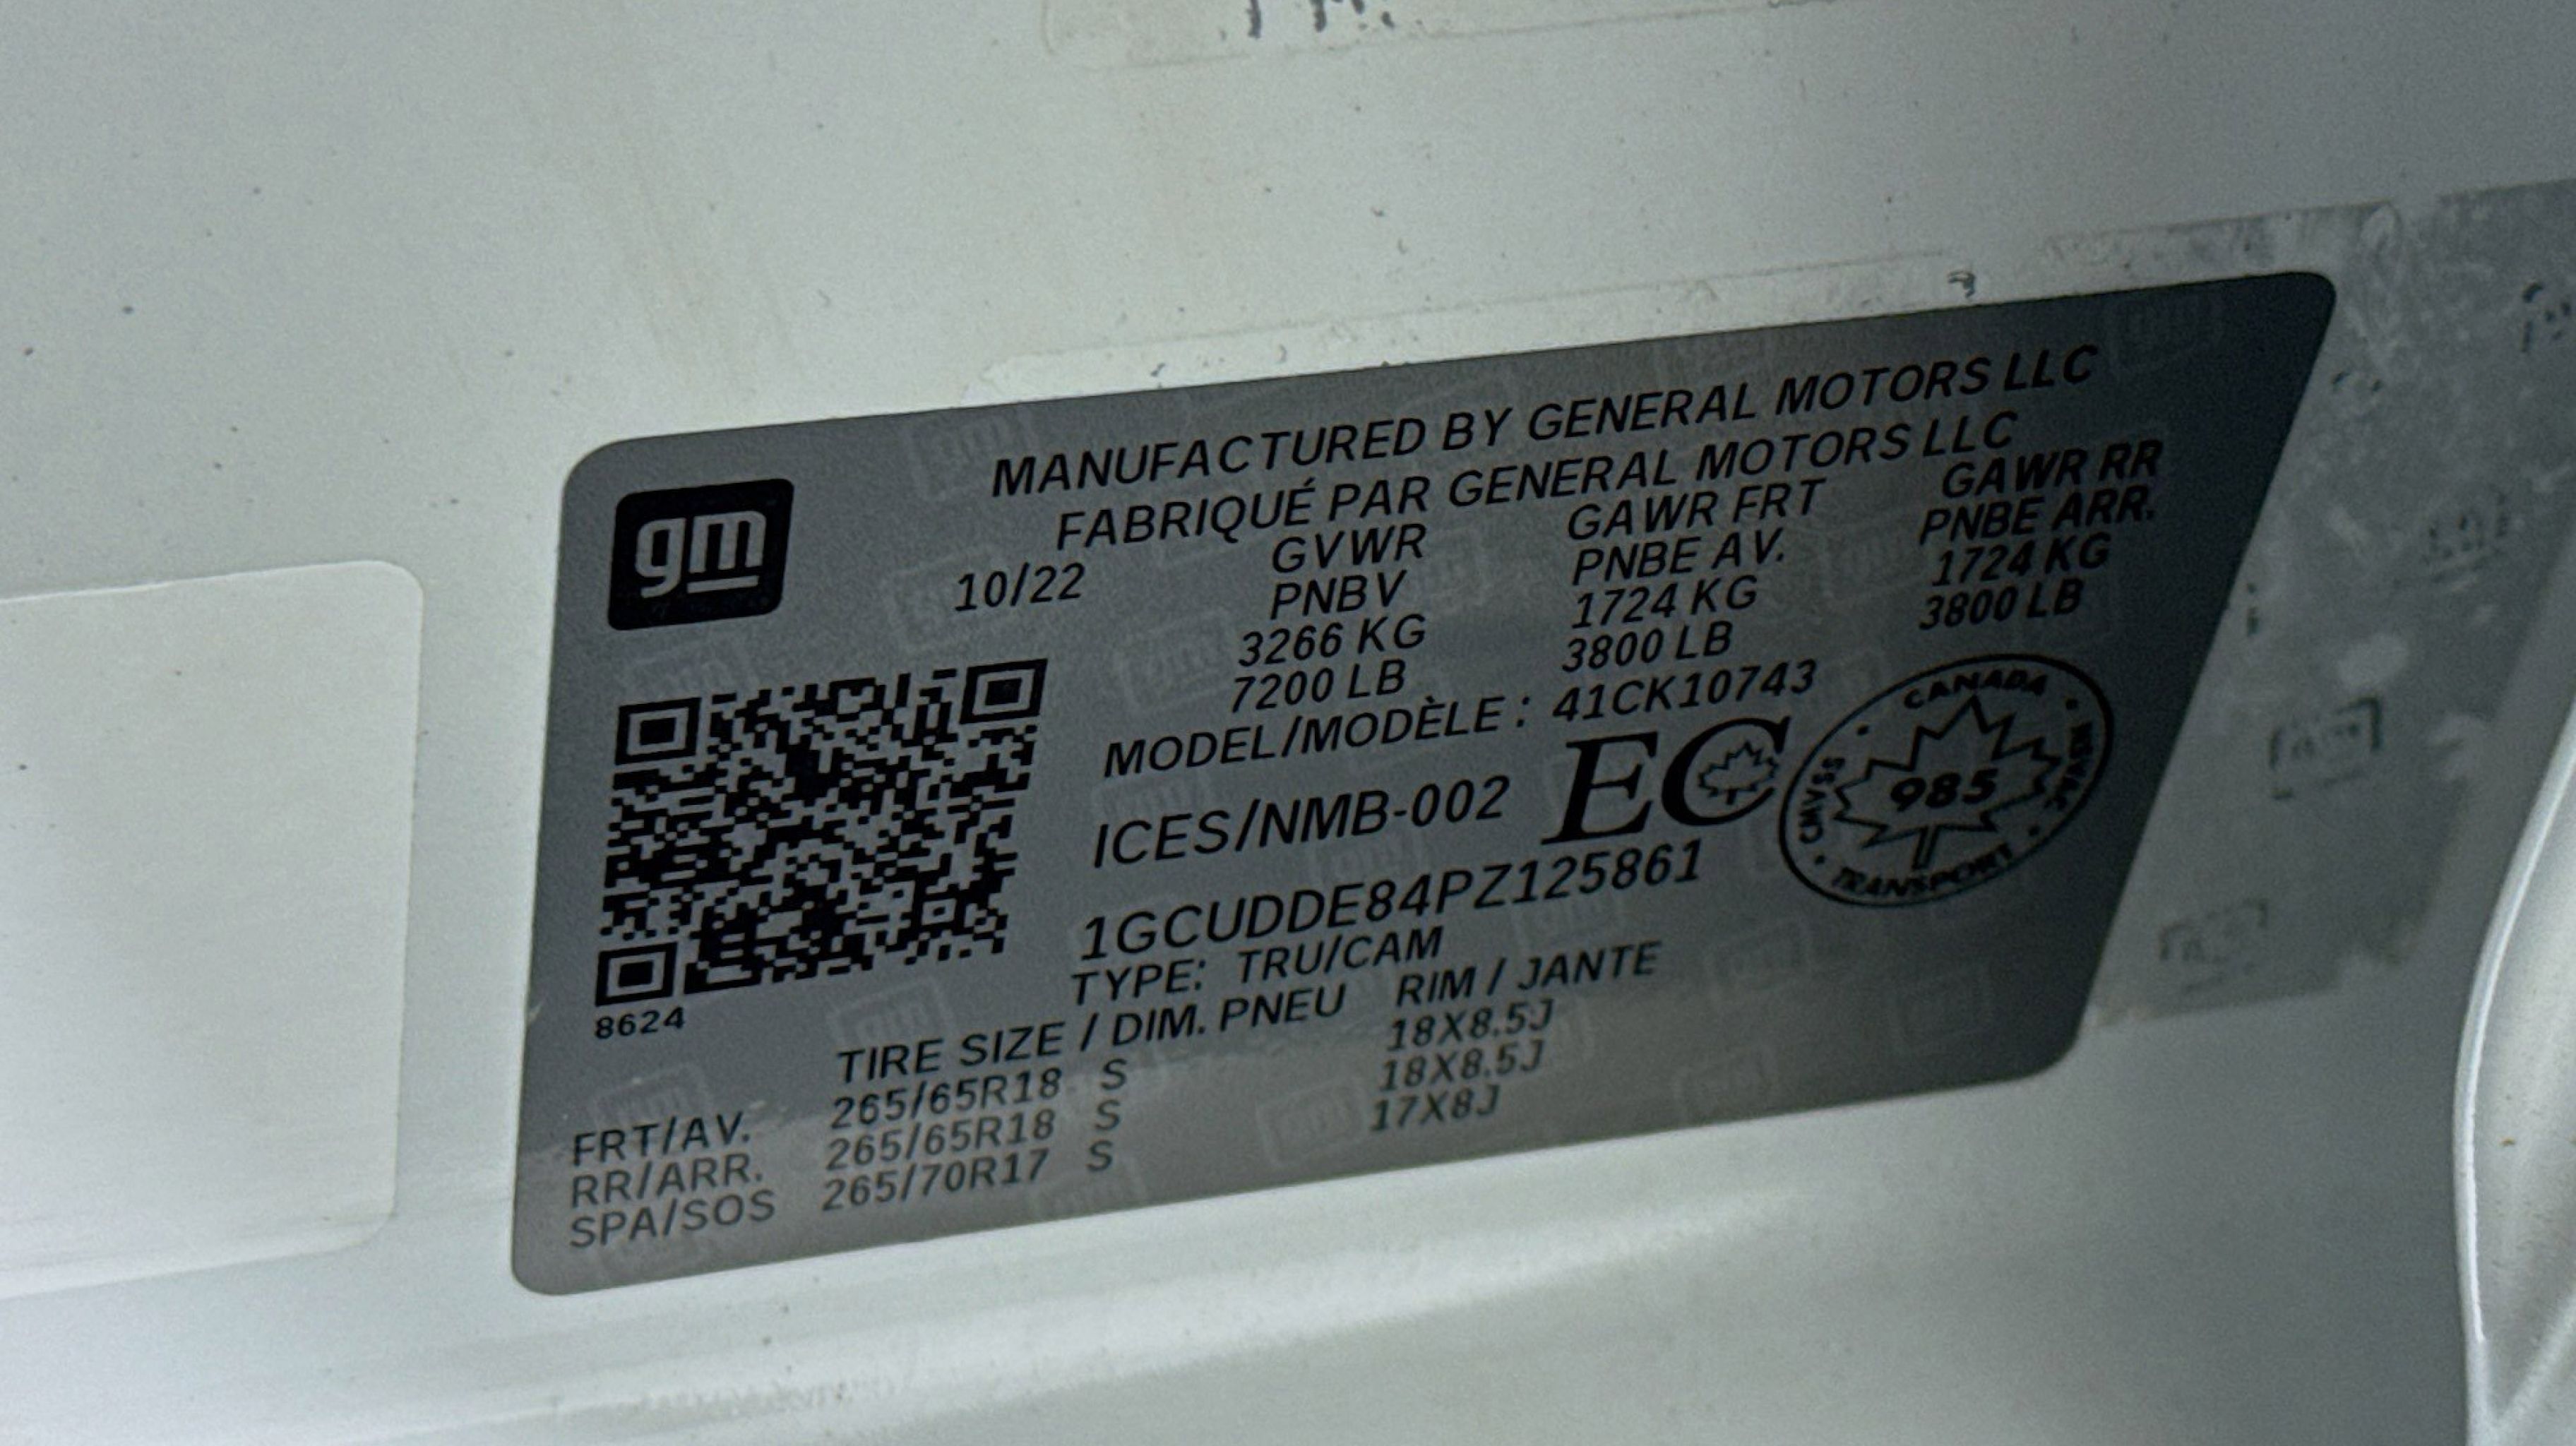 MANUFACTURED BY GENERAL MOTORS LLC
FABRIQUÉ PAR GENERAL MOTORS LLC
gm
10/22
GVWR GAWR FRT GAWR RR
PNBV PNBE AV. PNBE ARR.
3266 KG 1724 KG 1724 KG
7200 LB 3800 LB 3800 LB
MODEL/MODÈLE : 41CK10743
ICES/NMB-002 EC
CANADA
CMVSS 985 NSVAC
TRANSPORT
1GCUDDE84PZ125861
TYPE: TRU/CAM
8624
TIRE SIZE / DIM. PNEU RIM / JANTE
FRT/AV. 265/65R18 S 18X8.5J
RR/ARR. 265/65R18 S 18X8.5J
SPA/SOS 265/70R17 S 17X8J